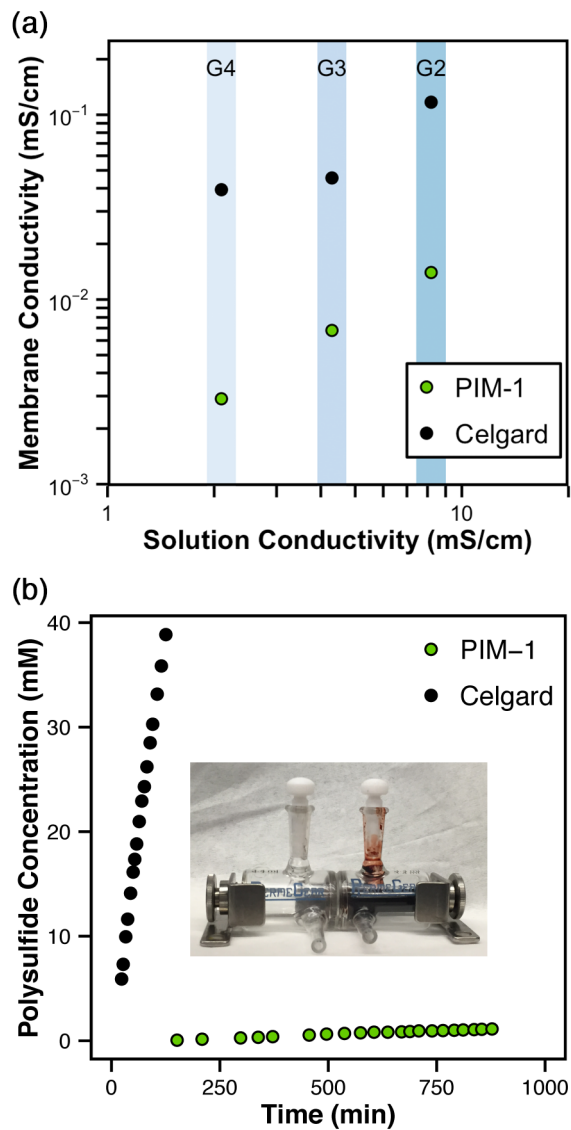 (a)
G4 G3 G2
10⁻¹
10⁻²
10⁻³
Membrane Conductivity (mS/cm)
PIM-1
Celgard
1 10
Solution Conductivity (mS/cm)
(b)
40
30
20
10
0
Polysulfide Concentration (mM)
PIM–1
Celgard
PERMEGEAR PERMEGEAR
0 250 500 750 1000
Time (min)